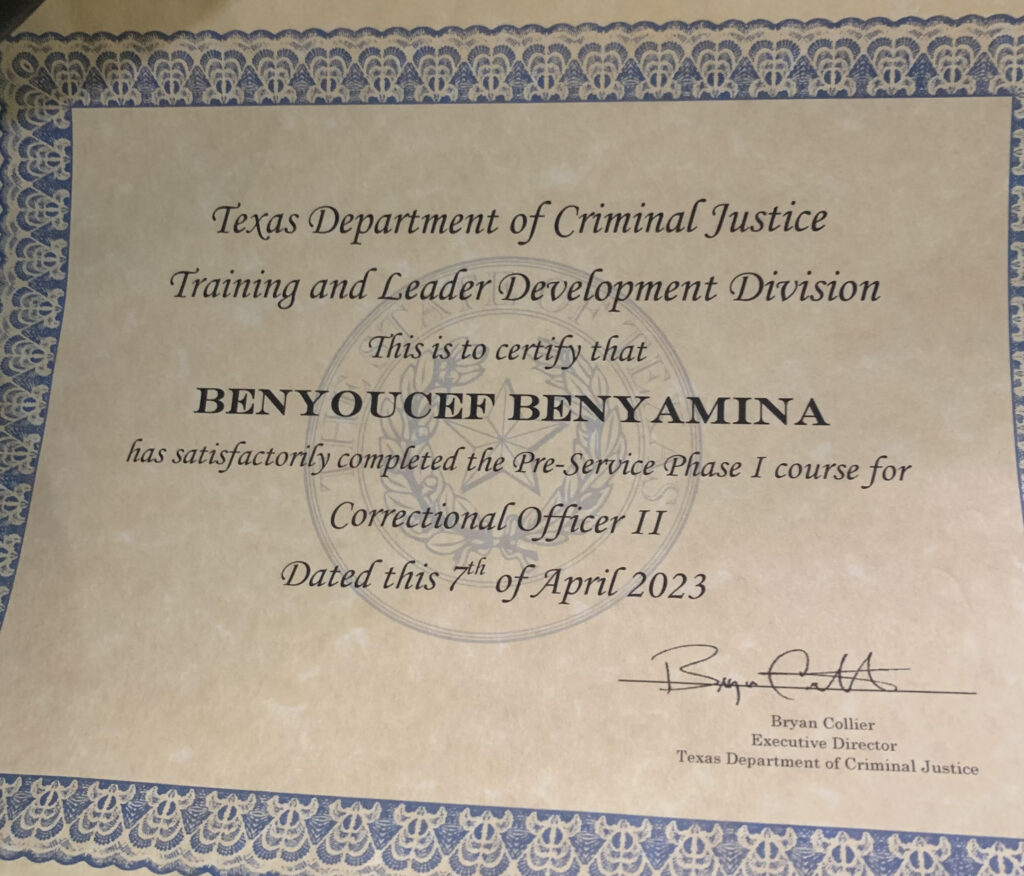 Texas Department of Criminal Justice
Training and Leader Development Division
This is to certify that
BENYOUCEF BENYAMINA
has satisfactorily completed the Pre-Service Phase I course for
Correctional Officer II
Dated this 7th of April 2023
Bryan Collier
Executive Director
Texas Department of Criminal Justice